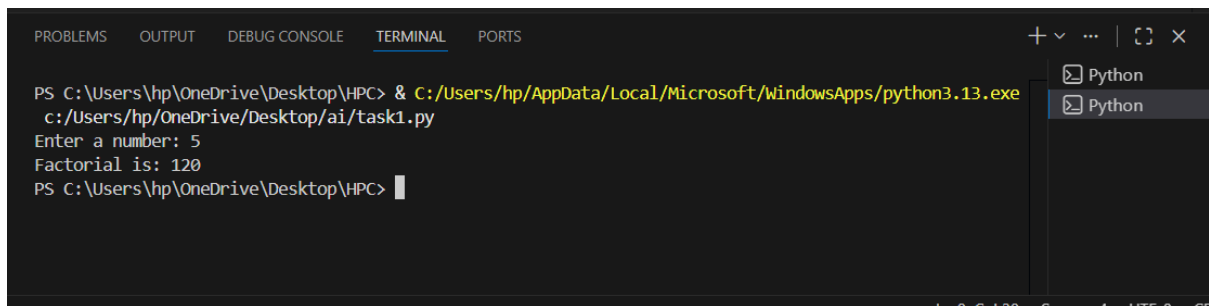 PROBLEMS OUTPUT DEBUG CONSOLE TERMINAL PORTS
PS C:\Users\hp\OneDrive\Desktop\HPC> & C:/Users/hp/AppData/Local/Microsoft/WindowsApps/python3.13.exe
c:/Users/hp/OneDrive/Desktop/ai/task1.py
Enter a number: 5
Factorial is: 120
PS C:\Users\hp\OneDrive\Desktop\HPC>
Python
Python